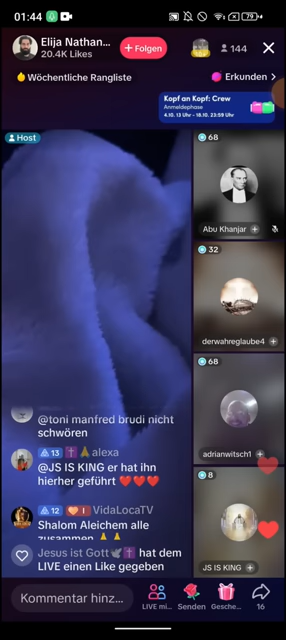 01:44
79
Elija Nathan...
20.4K Likes
+ Folgen
144
Wöchentliche Rangliste
Erkunden >
Kopf an Kopf: Crew
Anmeldephase
4.10. 13 Uhr - 18.10. 23:59 Uhr
Host
68
Abu Khanjar
32
derwahreglaube4
68
adrianwitsch1
8
JS IS KING
@toni manfred brudi nicht
schwören
13 alexa
@JS IS KING er hat ihn
hierher geführt ❤️❤️❤️
12 I VidaLocaTV
Shalom Aleichem alle
zusammen 🙏🙏
Jesus ist Gott🕊️✝️ hat dem
LIVE einen Like gegeben
Kommentar hinz...
LIVE mi...
Senden
Gesche...
16